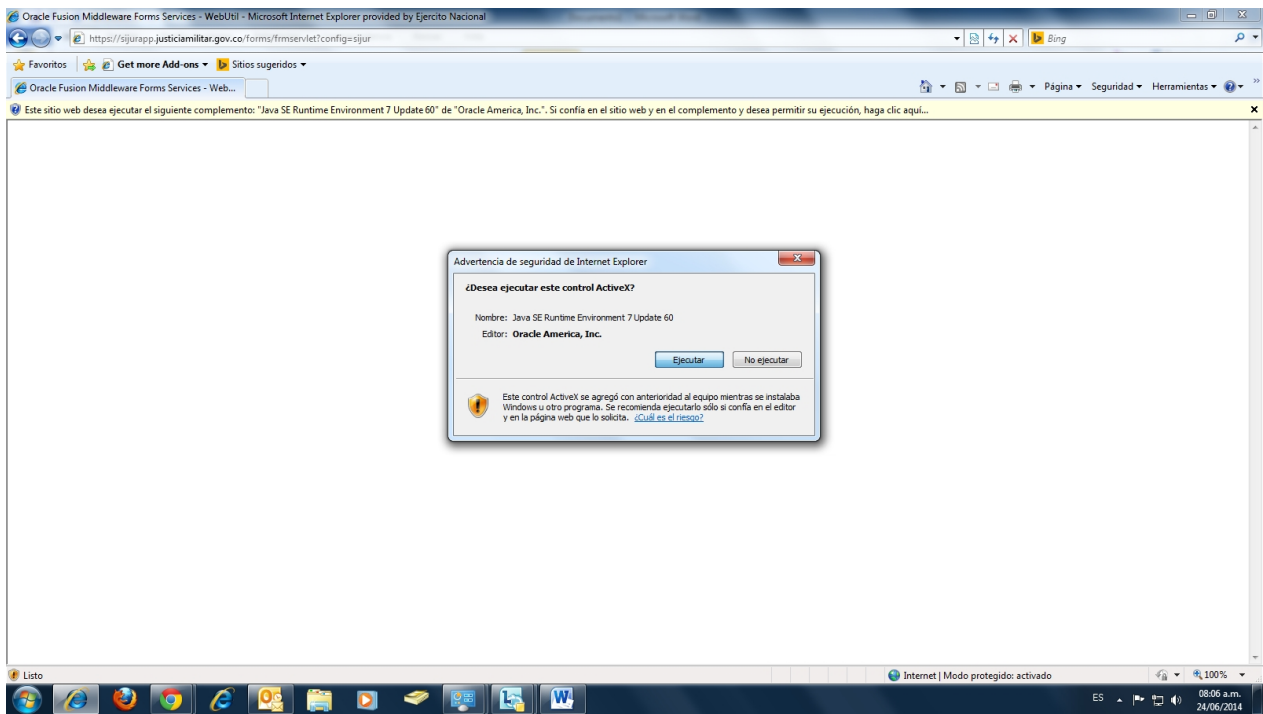 Oracle Fusion Middleware Forms Services - WebUtil - Microsoft Internet Explorer provided by Ejercito Nacional
https://sijurapp.justiciamilitar.gov.co/forms/frmservlet?config=sijur
Bing
Favoritos
Get more Add-ons
Sitios sugeridos
Oracle Fusion Middleware Forms Services - Web...
Página
Seguridad
Herramientas
Este sitio web desea ejecutar el siguiente complemento: "Java SE Runtime Environment 7 Update 60" de "Oracle America, Inc.". Si confía en el sitio web y en el complemento y desea permitir su ejecución, haga clic aquí...
Advertencia de seguridad de Internet Explorer
¿Desea ejecutar este control ActiveX?
Nombre: Java SE Runtime Environment 7 Update 60
Editor: Oracle America, Inc.
Ejecutar
No ejecutar
Este control ActiveX se agregó con anterioridad al equipo mientras se instalaba
Windows u otro programa. Se recomienda ejecutarlo sólo si confía en el editor
y en la página web que lo solicita. ¿Cuál es el riesgo?
Listo
Internet | Modo protegido: activado
100%
ES
08:06 a.m.
24/06/2014